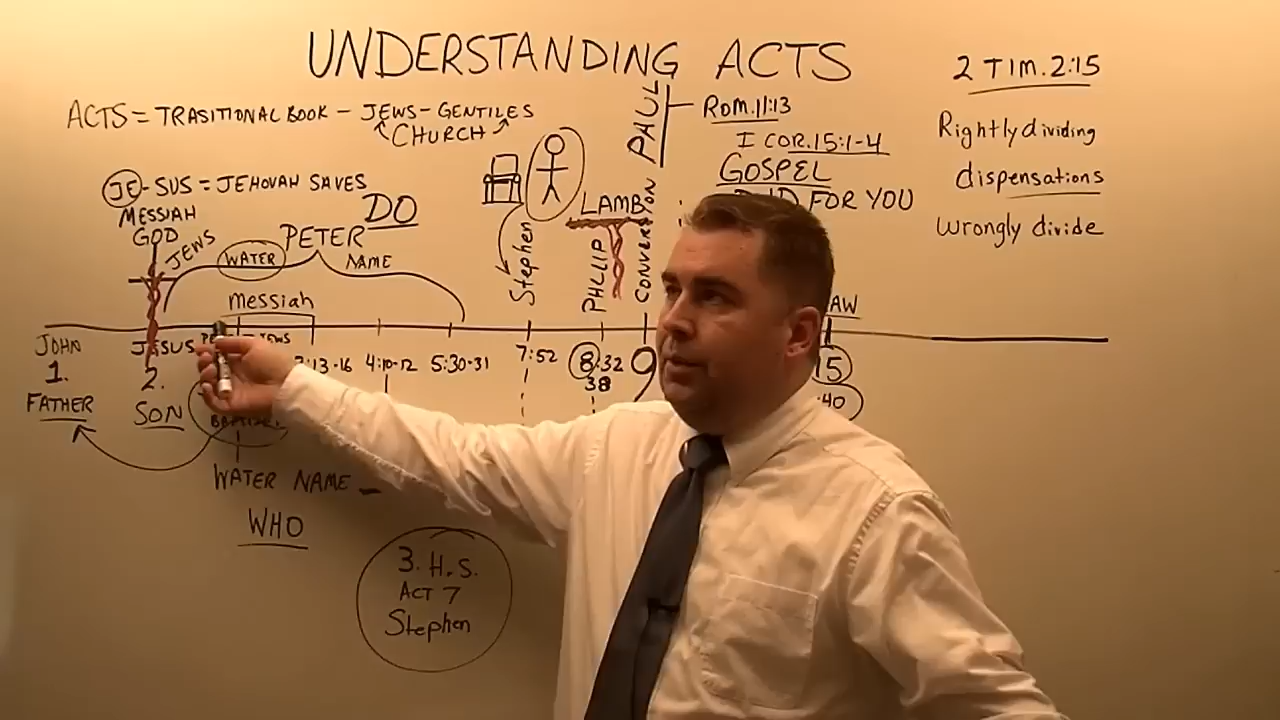 UNDERSTANDING ACTS
2 TIM. 2:15
ACTS = TRASITIONAL BOOK - JEWS - GENTILES
CHURCH
PAUL
Rom. 11:13
I COR. 15:1-4
GOSPEL
FOR YOU
Rightly dividing
dispensations
wrongly divide
JE-SUS = JEHOVAH SAVES
MESSIAH
GOD
JEWS
PETER
DO
WATER
NAME
messiah
Stephen
LAMB
PHLLIP
CONVERSION
AW
JOHN
JESUS
13-16
4:10-12
5:30-31
7:52
8:32
38
9
15
:40
1.
2.
FATHER
SON
WATER NAME -
WHO
3. H.S.
ACT 7
Stephen